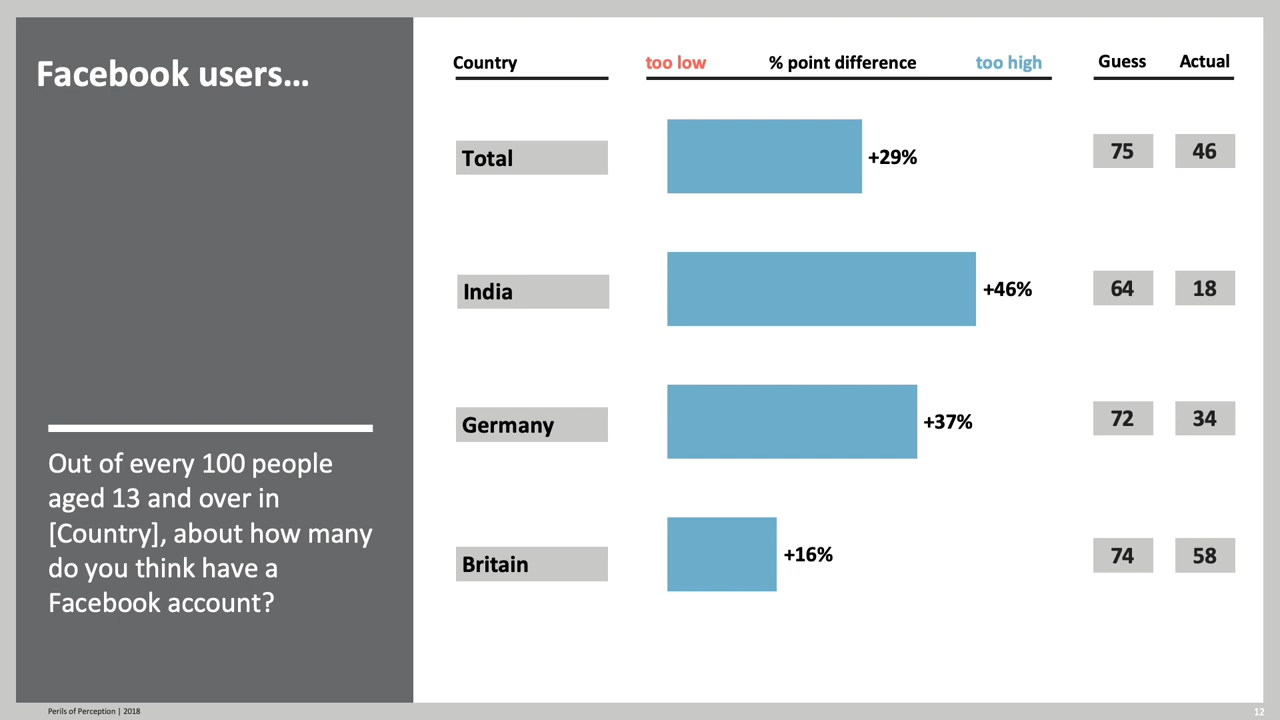 Facebook users...
Out of every 100 people
aged 13 and over in
[Country], about how many
do you think have a
Facebook account?
Country too low % point difference too high Guess Actual
Total +29% 75 46
India +46% 64 18
Germany +37% 72 34
Britain +16% 74 58
Perils of Perception | 2018
12